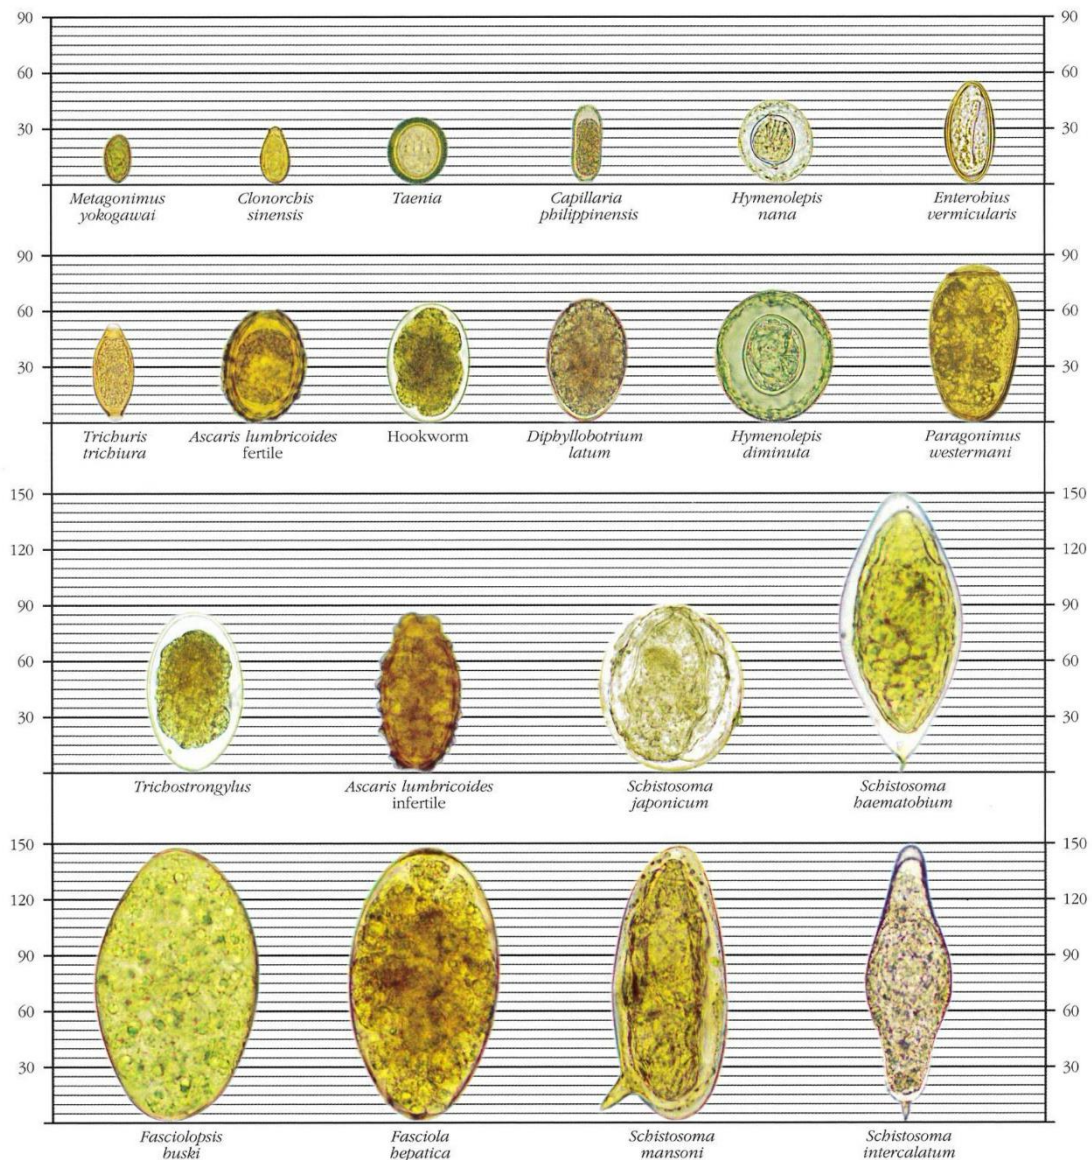 90 90
60 60
30 30
Metagonimus
yokogawai
Clonorchis
sinensis
Taenia
Capillaria
philippinensis
Hymenolepis
nana
Enterobius
vermicularis
90 90
60 60
30 30
Trichuris
trichiura
Ascaris lumbricoides
fertile
Hookworm
Diphyllobotrium
latum
Hymenolepis
diminuta
Paragonimus
westermani
150 150
120 120
90 90
60 60
30 30
Trichostrongylus
Ascaris lumbricoides
infertile
Schistosoma
japonicum
Schistosoma
haematobium
150 150
120 120
90 90
60 60
30 30
Fasciolopsis
buski
Fasciola
hepatica
Schistosoma
mansoni
Schistosoma
intercalatum